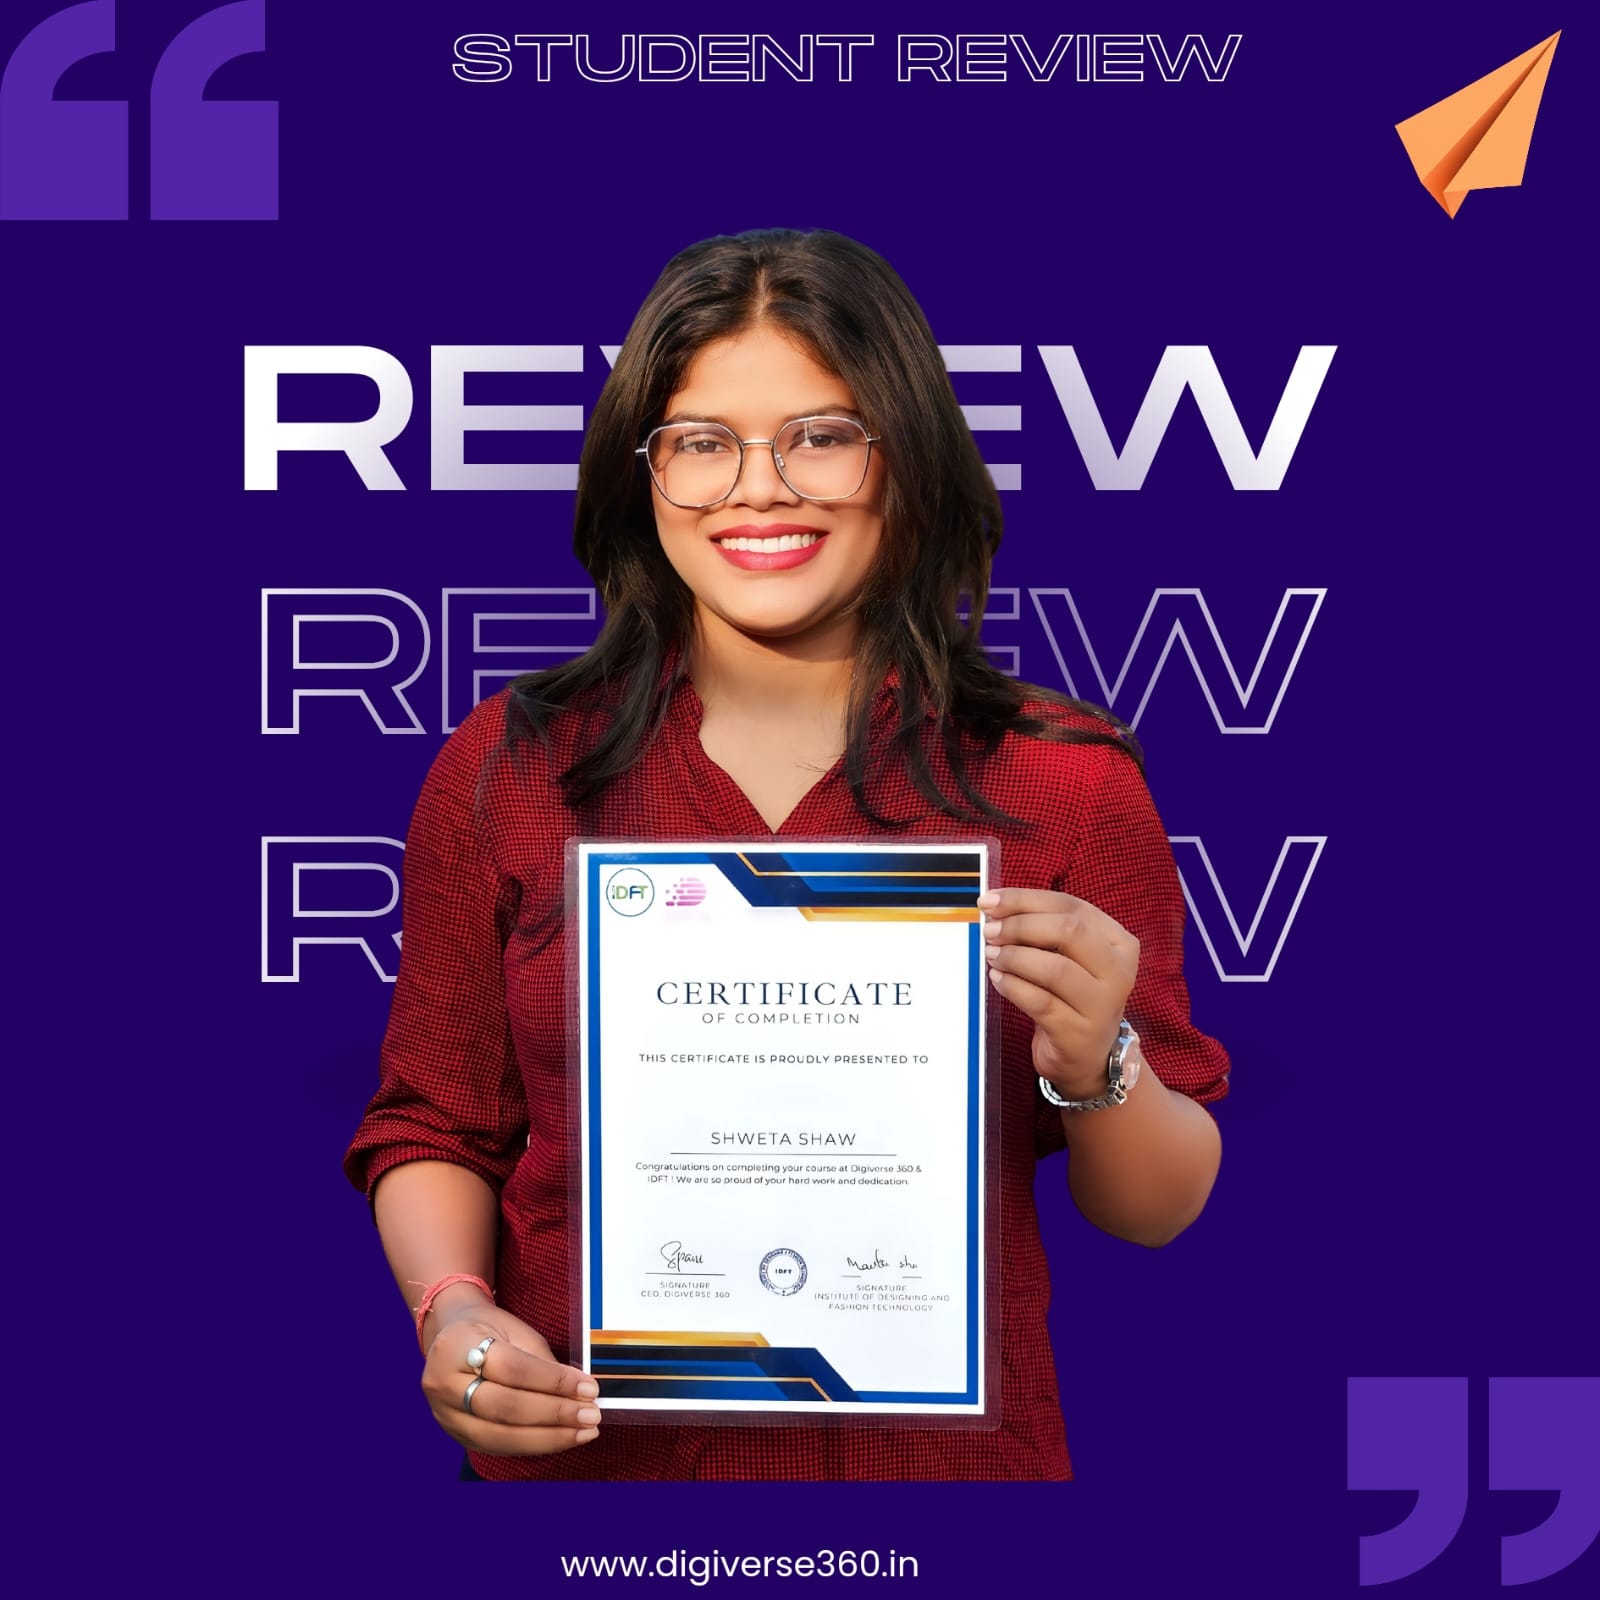 STUDENT REVIEW
REVIEW
REVIEW
IDFT
CERTIFICATE
OF COMPLETION
THIS CERTIFICATE IS PROUDLY PRESENTED TO
SHWETA SHAW
Congratulations on completing your course at Digiverse 360 &
IDFT ! We are so proud of your hard work and dedication.
SIGNATURE
CEO, DIGIVERSE 360
IDFT
SIGNATURE
INSTITUTE OF DESIGNING AND
FASHION TECHNOLOGY
www.digiverse360.in